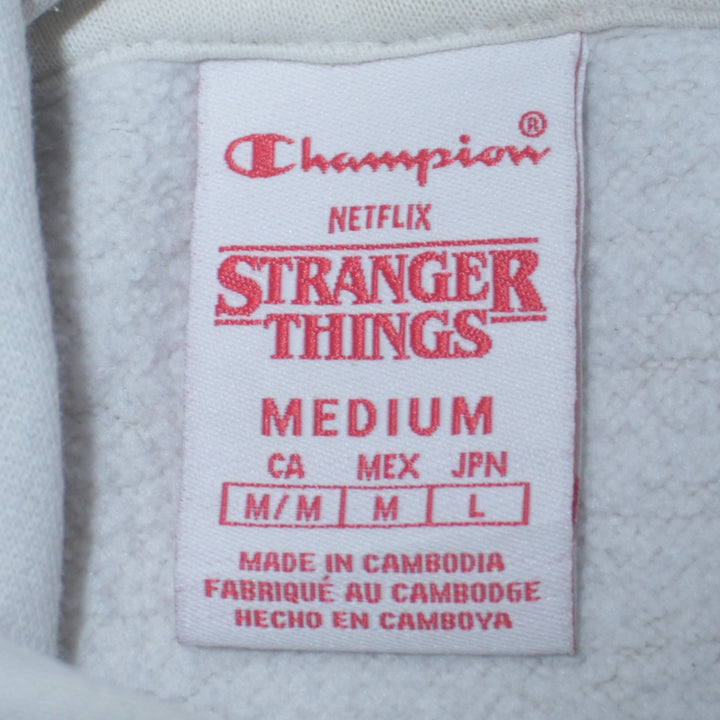 Champion®
NETFLIX
STRANGER
THINGS
MEDIUM
CA MEX JPN
M/M M L
MADE IN CAMBODIA
FABRIQUÉ AU CAMBODGE
HECHO EN CAMBOYA